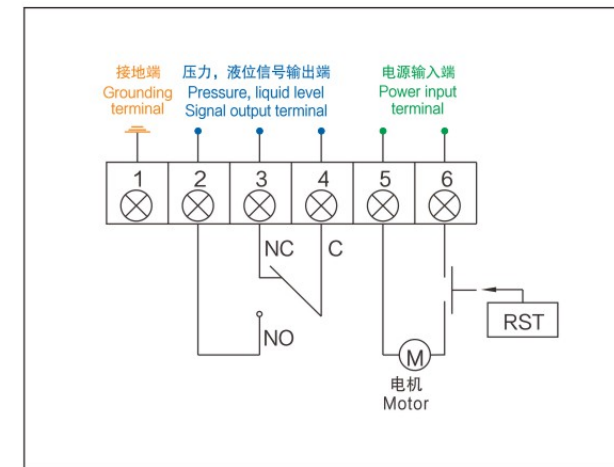 接地端
Grounding
terminal
压力，液位信号输出端
Pressure, liquid level
Signal output terminal
电源输入端
Power input
terminal
1 2 3 4 5 6
NC C
NO
RST
M
电机
Motor